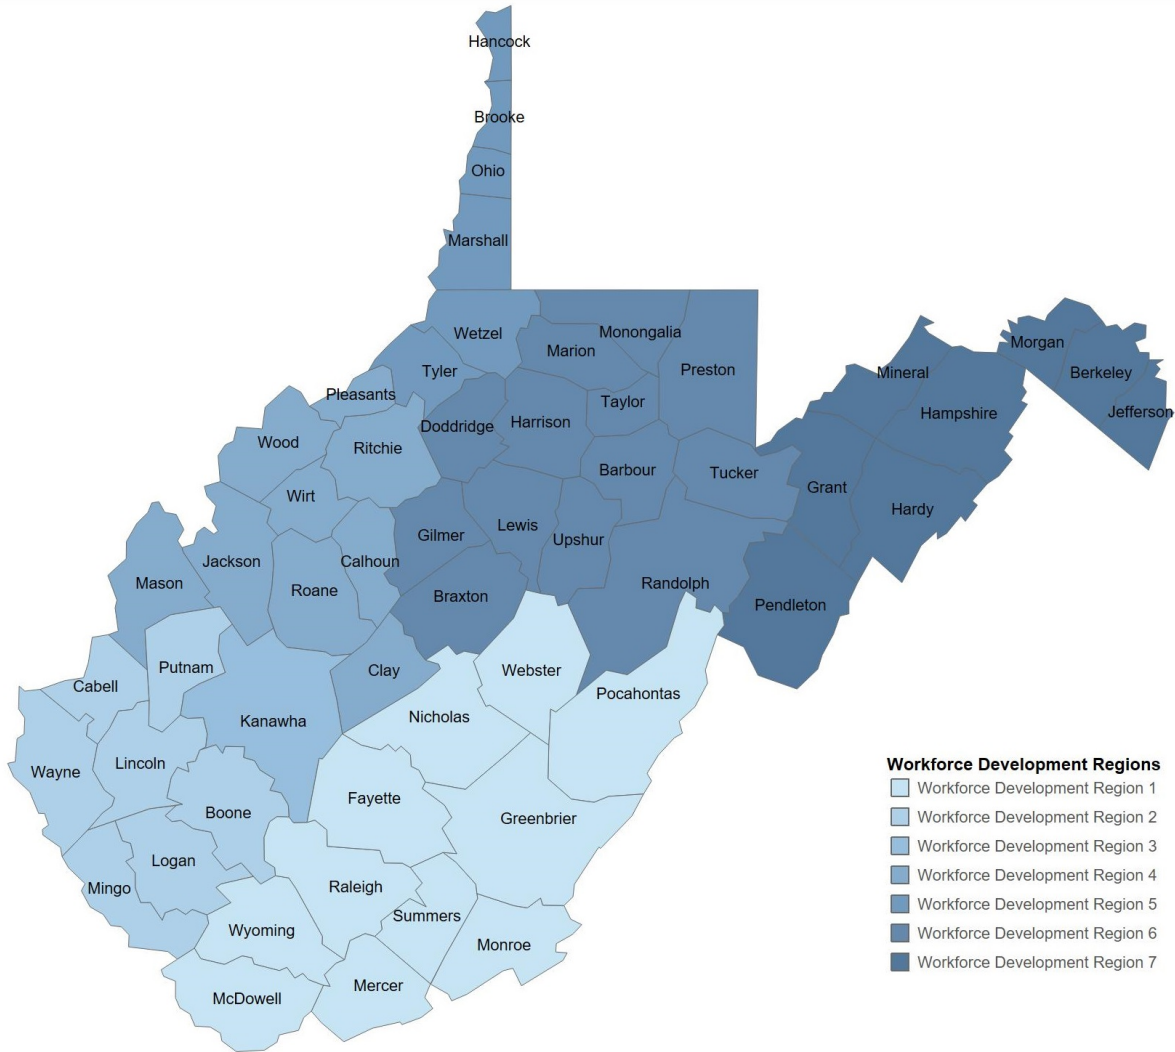 Hancock
Brooke
Ohio
Marshall
Wetzel
Monongalia
Marion
Morgan
Tyler
Preston
Mineral
Berkeley
Pleasants
Taylor
Hampshire
Jefferson
Doddridge
Harrison
Wood
Ritchie
Barbour
Tucker
Grant
Wirt
Hardy
Lewis
Gilmer
Upshur
Jackson
Calhoun
Mason
Roane
Randolph
Braxton
Pendleton
Putnam
Clay
Webster
Cabell
Pocahontas
Nicholas
Kanawha
Lincoln
Wayne
Fayette
Boone
Greenbrier
Logan
Mingo
Raleigh
Summers
Wyoming
Monroe
Mercer
McDowell
Workforce Development Regions
Workforce Development Region 1
Workforce Development Region 2
Workforce Development Region 3
Workforce Development Region 4
Workforce Development Region 5
Workforce Development Region 6
Workforce Development Region 7